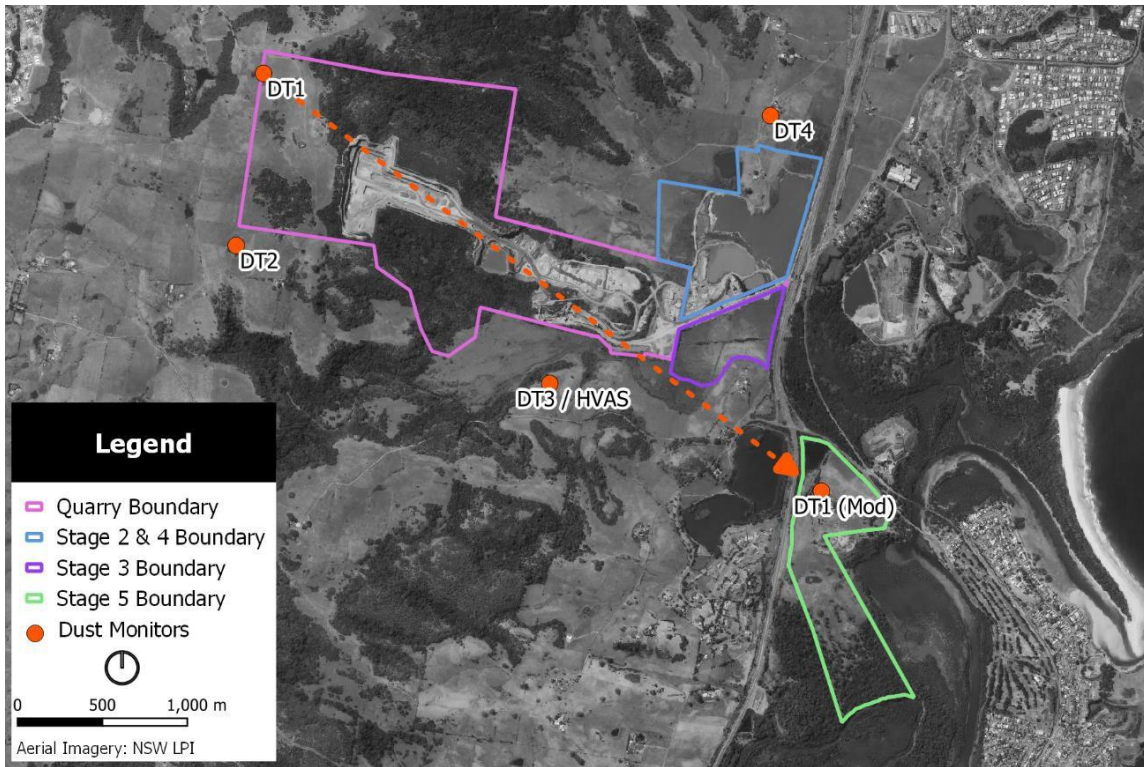 DT1
DT4
DT2
DT3 / HVAS
DT1 (Mod)
Legend
Quarry Boundary
Stage 2 & 4 Boundary
Stage 3 Boundary
Stage 5 Boundary
Dust Monitors
0 500 1,000 m
Aerial Imagery: NSW LPI